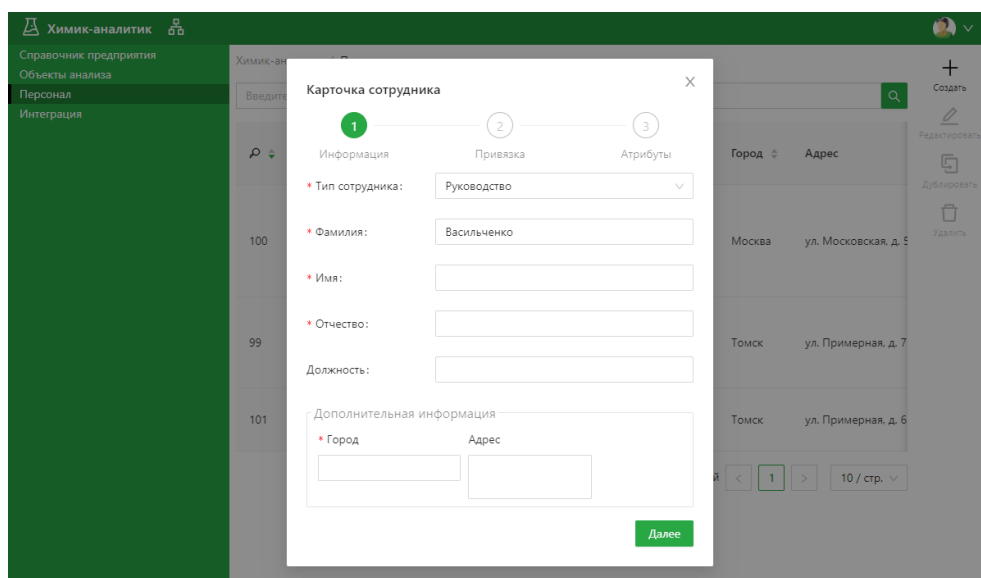 Химик-аналитик
Справочник предприятия
Объекты анализа
Персонал
Интеграция
Химик-ан
Введите
Создать
Редактировать
Дублировать
Удалить
Город
Адрес
100
Москва
ул. Московская, д. 5
99
Томск
ул. Примерная, д. 7
101
Томск
ул. Примерная, д. 6
й < 1 > 10 / стр.
Карточка сотрудника
1
2
3
Информация
Привязка
Атрибуты
* Тип сотрудника:
Руководство
* Фамилия:
Васильченко
* Имя:
* Отчество:
Должность:
Дополнительная информация
* Город
Адрес
Далее